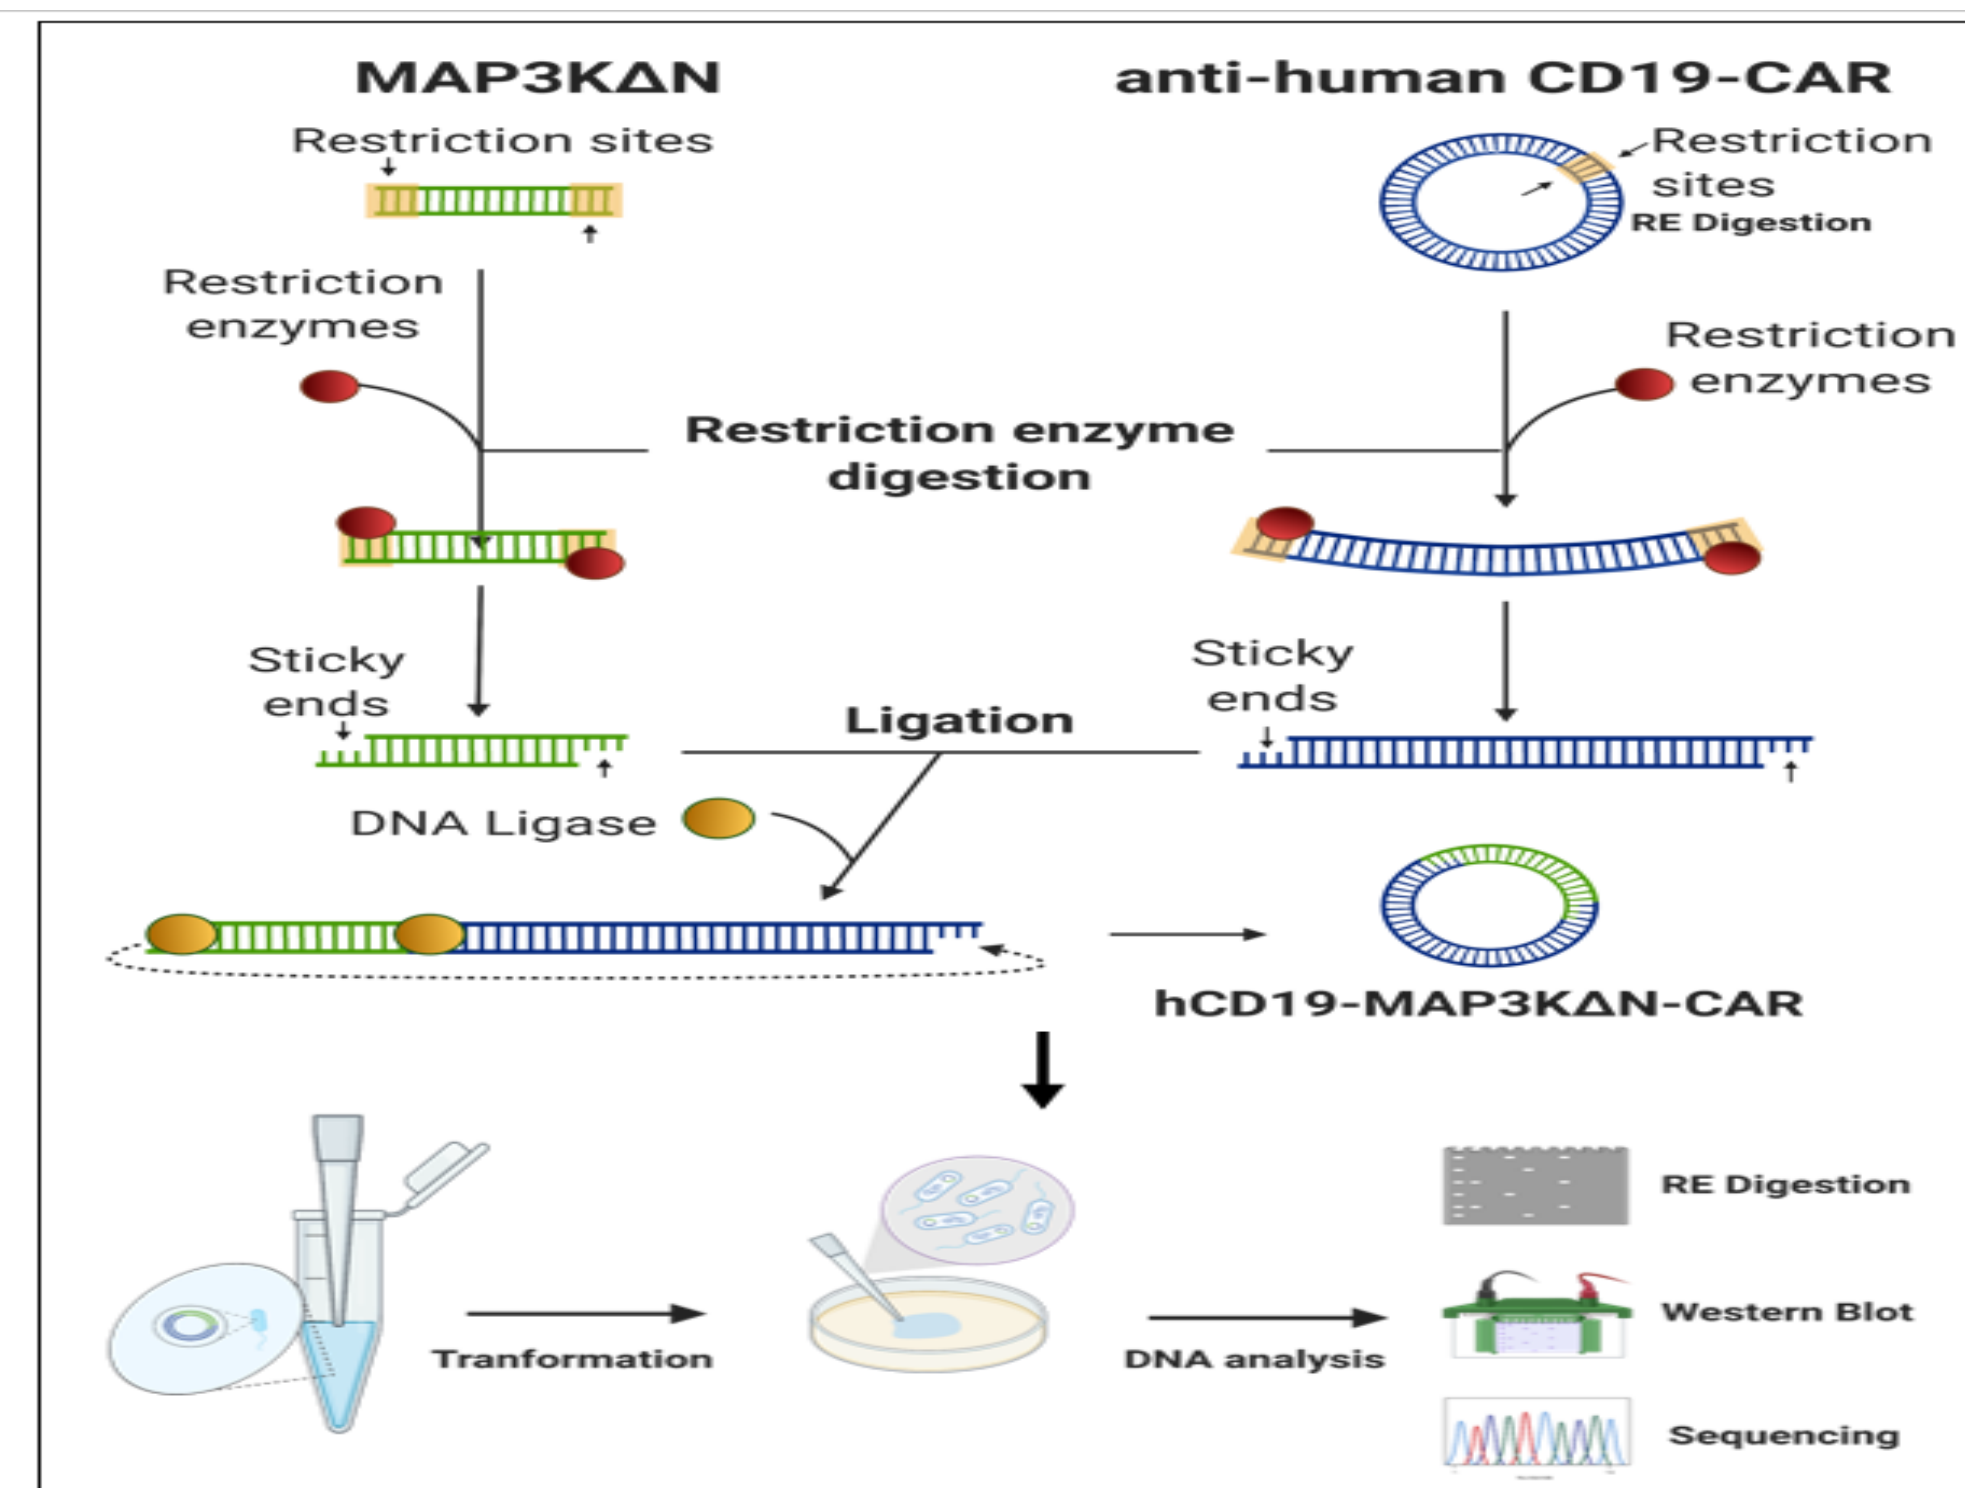 MAP3KΔN
anti-human CD19-CAR
Restriction sites
Restriction
sites
RE Digestion
Restriction
enzymes
Restriction
enzymes
Restriction enzyme
digestion
Sticky
ends
Sticky
ends
Ligation
DNA Ligase
hCD19-MAP3KΔN-CAR
Tranformation
DNA analysis
RE Digestion
Western Blot
Sequencing